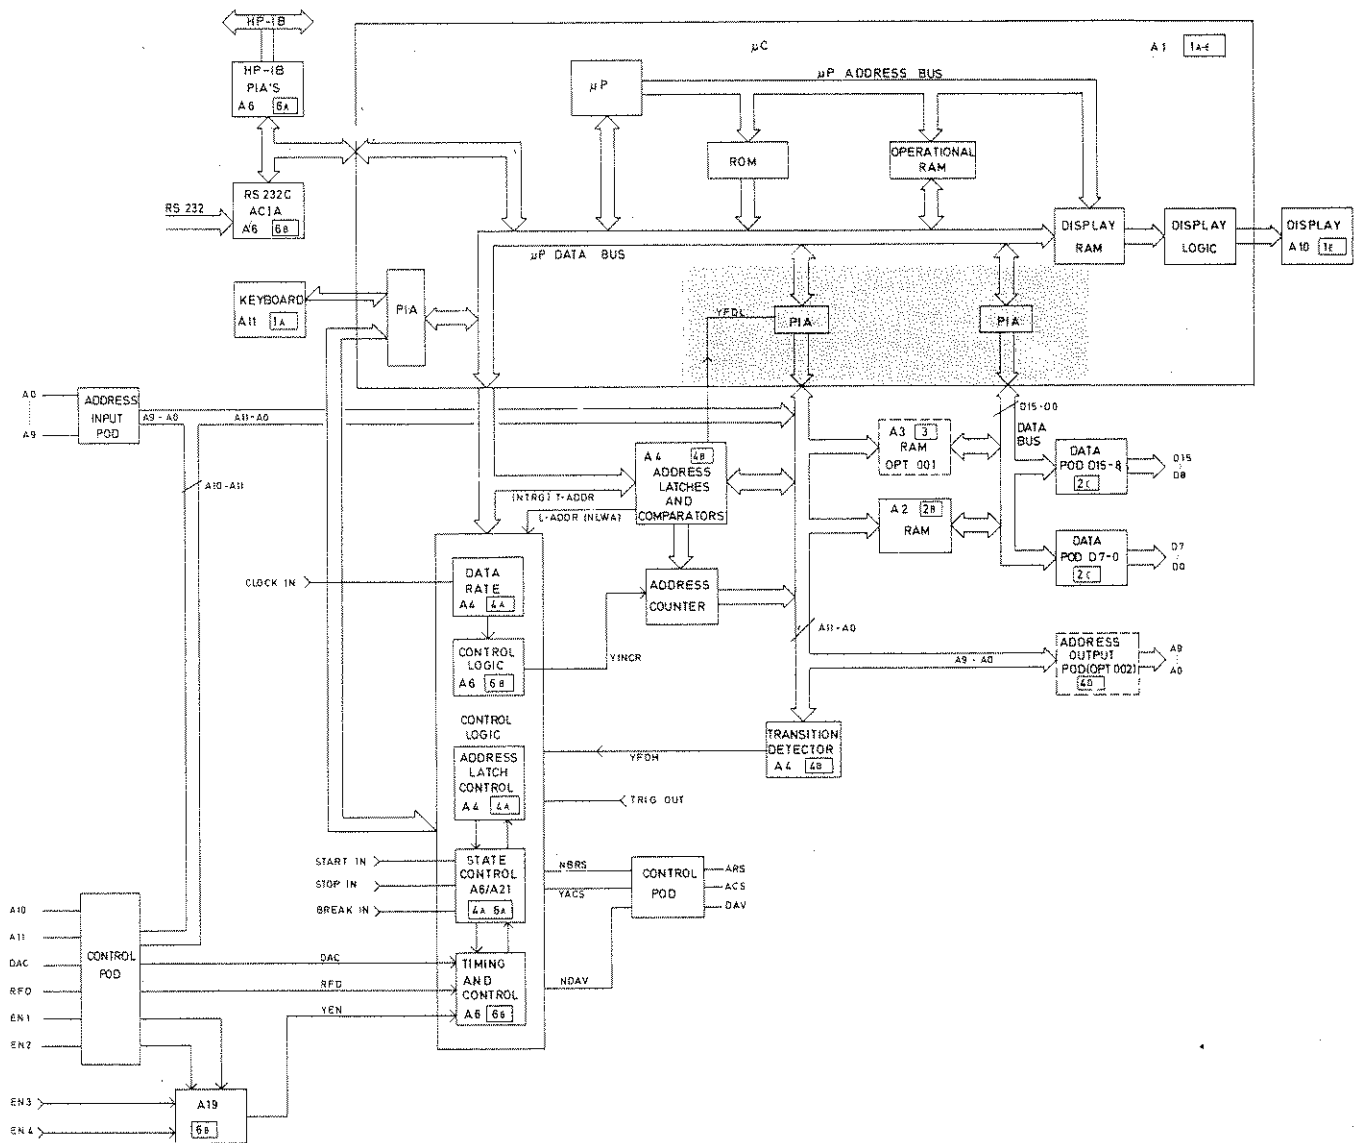 HP-IB
HP-IB
PIA'S
A6 6A
RS 232C
ACIA
A6 6B
RS 232
µC
A1 1A-E
µP
µP ADDRESS BUS
ROM
OPERATIONAL
RAM
DISPLAY
RAM
DISPLAY
LOGIC
DISPLAY
A10 1E
µP DATA BUS
KEYBOARD
A11 1A
PIA
YFDL
PIA
PIA
A0
A9
ADDRESS
INPUT
POD
A9-A0
A11-A0
A10-A11
A4 4B
ADDRESS
LATCHES
AND
COMPARATORS
(NTRG) T-ADDR
L-ADDR (NLWA)
A3 3
RAM
OPT 001
A2 2B
RAM
D15-D0
DATA
BUS
DATA
POD D15-8
2C
D15
D8
DATA
POD D7-0
2C
D7
D0
CLOCK IN
DATA
RATE
A4 4A
CONTROL
LOGIC
A6 6B
YINCR
ADDRESS
COUNTER
A11-A0
A9-A0
ADDRESS
OUTPUT
POD(OPT 002)
4D
A9
A0
CONTROL
LOGIC
ADDRESS
LATCH
CONTROL
A4 4A
YFDH
TRANSITION
DETECTOR
A4 4B
TRIG OUT
START IN
STOP IN
BREAK IN
STATE
CONTROL
A6/A21
4A 6A
NBRS
YACS
CONTROL
POD
ARS
ACS
DAV
A10
A11
DAC
RFD
EN1
EN2
CONTROL
POD
DAC
RFD
YEN
TIMING
AND
CONTROL
A6 6B
NDAV
EN3
EN4
A19
6B